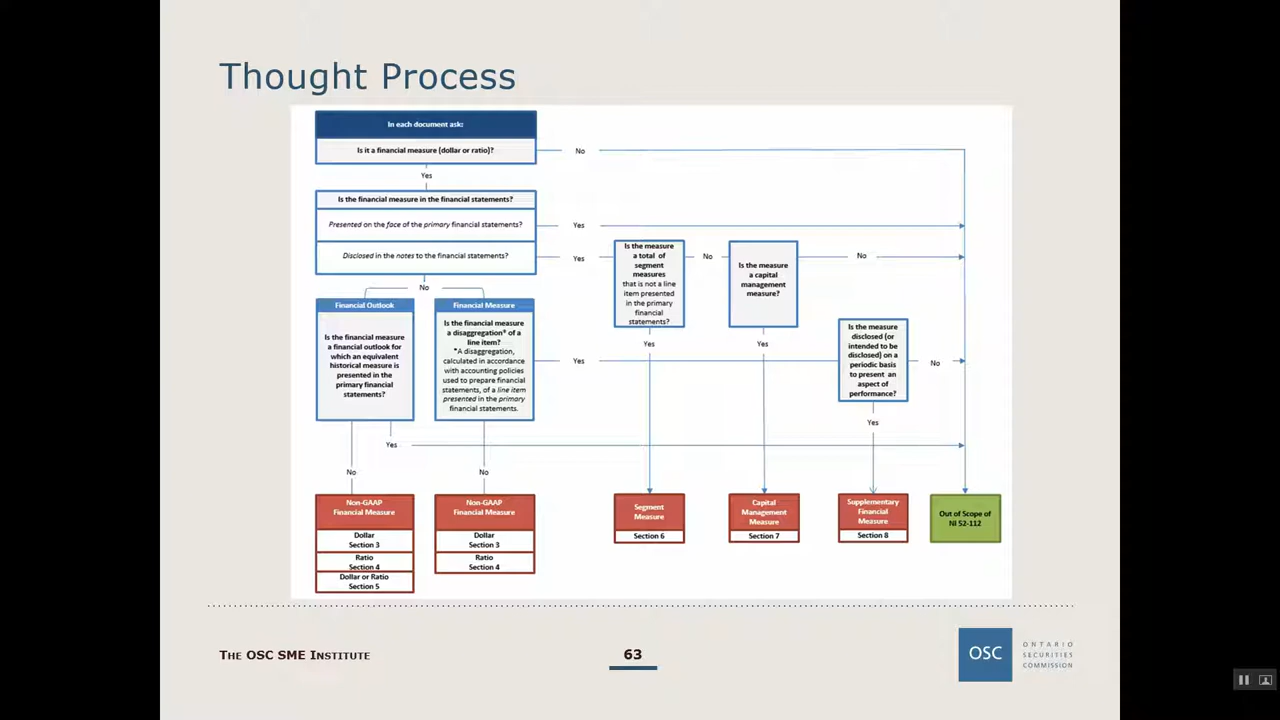 Thought Process
In each document ask:
Is it a financial measure (dollar or ratio)?
No
Yes
Is the financial measure in the financial statements?
Presented on the face of the primary financial statements?
Yes
Disclosed in the notes to the financial statements?
Yes
Is the measure
a total of
segment
measures
that is not a line
item presented
in the primary
financial
statements?
No
Is the measure
a capital
management
measure?
No
No
Financial Outlook
Is the financial measure
a financial outlook for
which an equivalent
historical measure is
presented in the
primary financial
statements?
Financial Measure
Is the financial measure
a disaggregation* of a
line item?
*A disaggregation,
calculated in accordance
with accounting policies
used to prepare financial
statements, of a line item
presented in the primary
financial statements.
Yes
Yes
Yes
Is the measure
disclosed (or
intended to be
disclosed) on a
periodic basis
to present an
aspect of
performance?
No
Yes
Yes
No
No
Non-GAAP
Financial Measure
Dollar
Section 3
Ratio
Section 4
Dollar or Ratio
Section 5
Non-GAAP
Financial Measure
Dollar
Section 3
Ratio
Section 4
Segment
Measure
Section 6
Capital
Management
Measure
Section 7
Supplementary
Financial
Measure
Section 8
Out of Scope of
NI 52-112
THE OSC SME INSTITUTE
63
OSC
ONTARIO
SECURITIES
COMMISSION